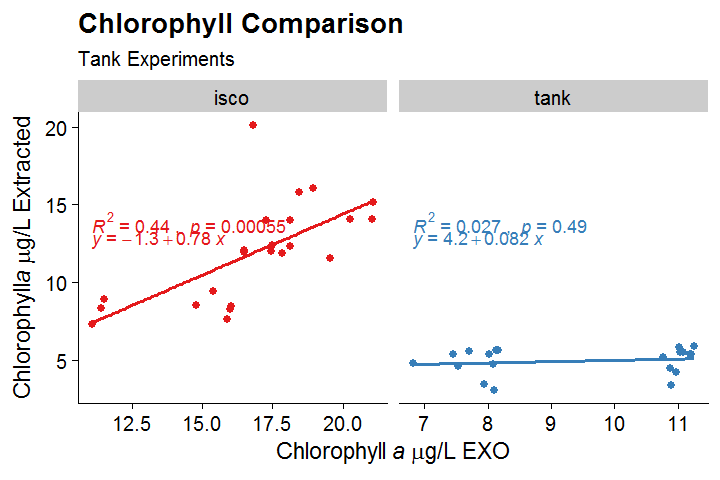 Chlorophyll Comparison
Tank Experiments
isco
tank
Chlorophylla μg/L Extracted
20
15
10
5
R² = 0.44 , p = 0.00055
y = −1.3 + 0.78 x
R² = 0.027 , p = 0.49
y = 4.2 + 0.082 x
12.5 15.0 17.5 20.0
7 8 9 10 11
Chlorophyll a μg/L EXO